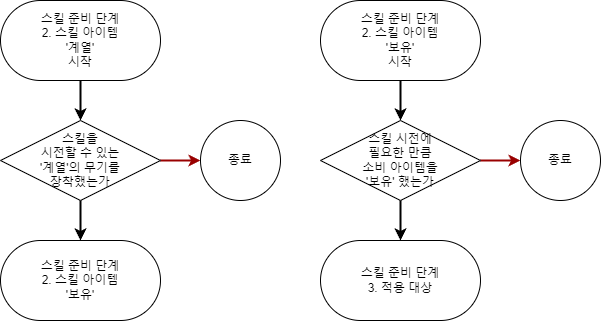 스킬 준비 단계
2. 스킬 아이템
'계열'
시작
스킬을
시전할 수 있는
'계열'의 무기를
장착했는가
종료
스킬 준비 단계
2. 스킬 아이템
'보유'
스킬 준비 단계
2. 스킬 아이템
'보유'
시작
스킬 시전에
필요한 만큼
소비 아이템을
'보유' 했는가
종료
스킬 준비 단계
3. 적용 대상